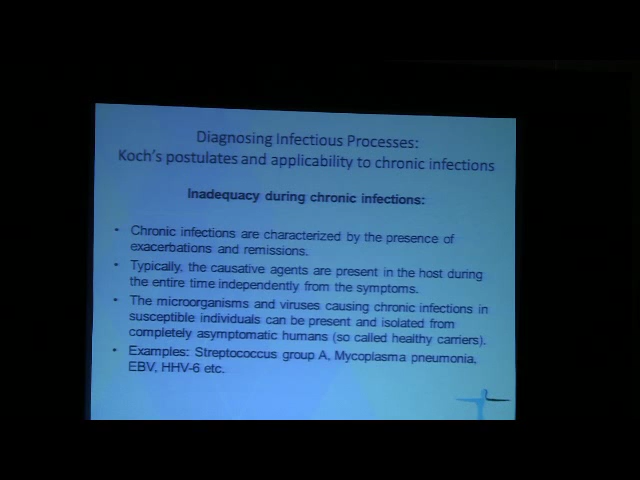 Diagnosing Infectious Processes:
Koch's postulates and applicability to chronic infections
Inadequacy during chronic infections:
• Chronic infections are characterized by the presence of
exacerbations and remissions.
• Typically, the causative agents are present in the host during
the entire time independently from the symptoms.
• The microorganisms and viruses causing chronic infections in
susceptible individuals can be present and isolated from
completely asymptomatic humans (so called healthy carriers).
• Examples: Streptococcus group A, Mycoplasma pneumonia,
EBV, HHV-6 etc.